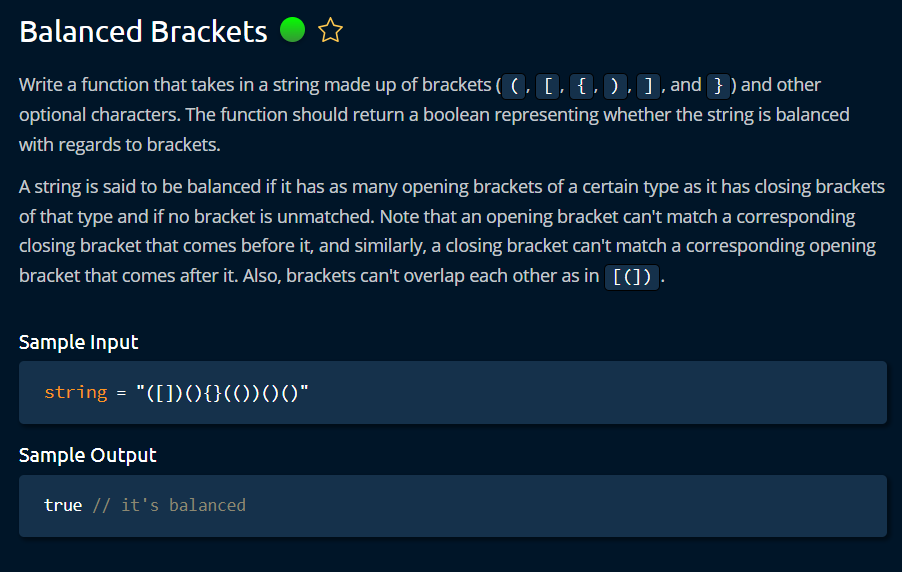 Balanced Brackets
Write a function that takes in a string made up of brackets ( (, [, {, ), ], and } ) and other
optional characters. The function should return a boolean representing whether the string is balanced
with regards to brackets.
A string is said to be balanced if it has as many opening brackets of a certain type as it has closing brackets
of that type and if no bracket is unmatched. Note that an opening bracket can't match a corresponding
closing bracket that comes before it, and similarly, a closing bracket can't match a corresponding opening
bracket that comes after it. Also, brackets can't overlap each other as in [(]) .
Sample Input
string = "([])(){}(())()()"
Sample Output
true // it's balanced